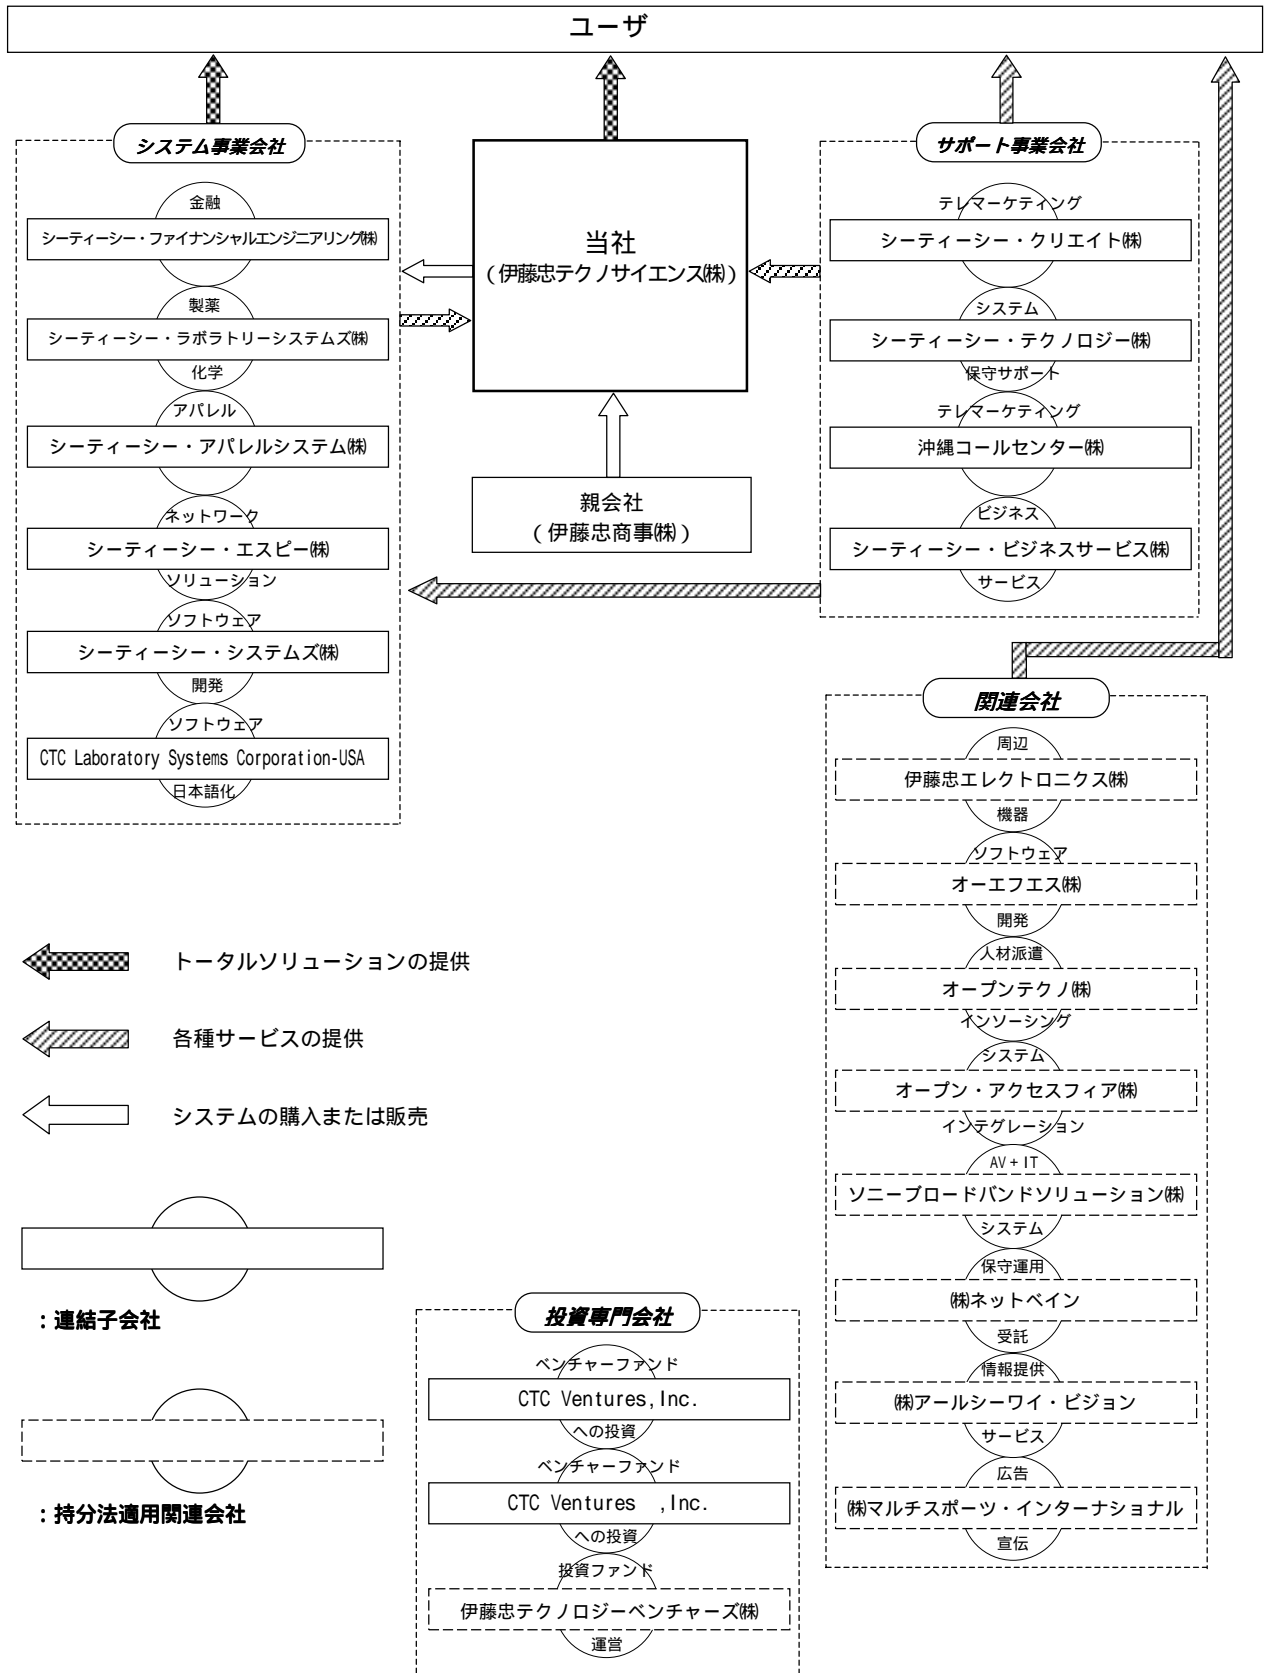 ユーザ
システム事業会社
金融
シーティーシー・ファイナンシャルエンジニアリング㈱
製薬
シーティーシー・ラボラトリーシステムズ㈱
化学
アパレル
シーティーシー・アパレルシステム㈱
ネットワーク
シーティーシー・エスピー㈱
ソリューション
ソフトウェア
シーティーシー・システムズ㈱
開発
ソフトウェア
CTC Laboratory Systems Corporation-USA
日本語化
当社
(伊藤忠テクノサイエンス㈱)
親会社
(伊藤忠商事㈱)
サポート事業会社
テレマーケティング
シーティーシー・クリエイト㈱
システム
シーティーシー・テクノロジー㈱
保守サポート
テレマーケティング
沖縄コールセンター㈱
ビジネス
シーティーシー・ビジネスサービス㈱
サービス
関連会社
周辺
伊藤忠エレクトロニクス㈱
機器
ソフトウェア
オーエフエス㈱
開発
人材派遣
オープンテクノ㈱
インソーシング
システム
オープン・アクセスフィア㈱
インテグレーション
AV+IT
ソニーブロードバンドソリューション㈱
システム
保守運用
㈱ネットベイン
受託
情報提供
㈱アールシーワイ・ビジョン
サービス
広告
㈱マルチスポーツ・インターナショナル
宣伝
トータルソリューションの提供
各種サービスの提供
システムの購入または販売
:連結子会社
:持分法適用関連会社
投資専門会社
ベンチャーファンド
CTC Ventures,Inc.
への投資
ベンチャーファンド
CTC Ventures ,Inc.
への投資
投資ファンド
伊藤忠テクノロジーベンチャーズ㈱
運営